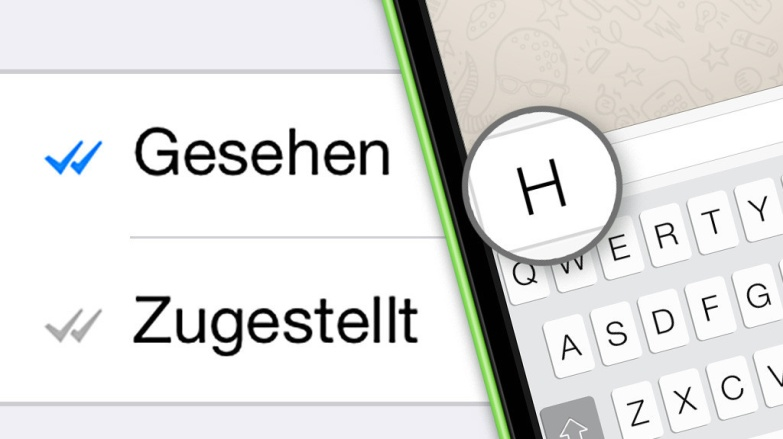 Gesehen
Zugestellt
H
Q W E R T Y
A S D F G
Z X C V